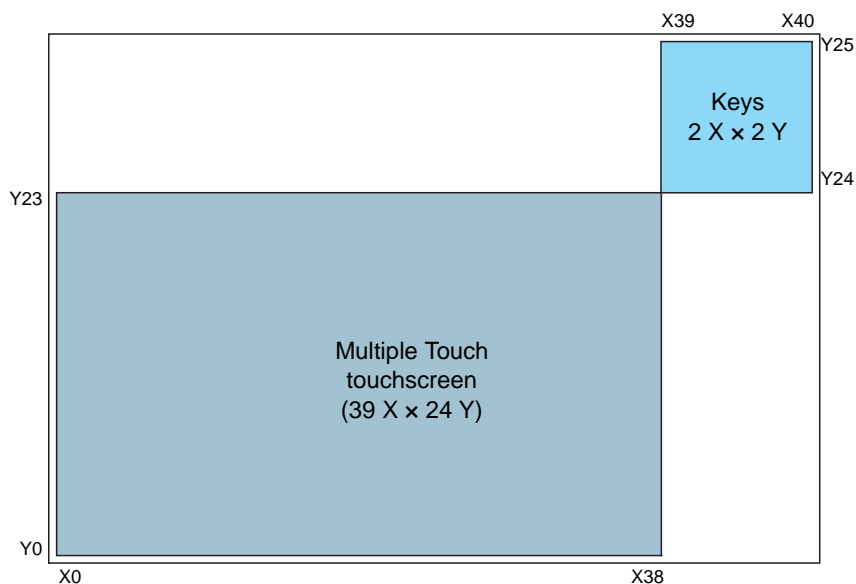 X39 X40
Y25
Keys
2 X × 2 Y
Y24
Y23
Multiple Touch
touchscreen
(39 X × 24 Y)
Y0
X0 X38